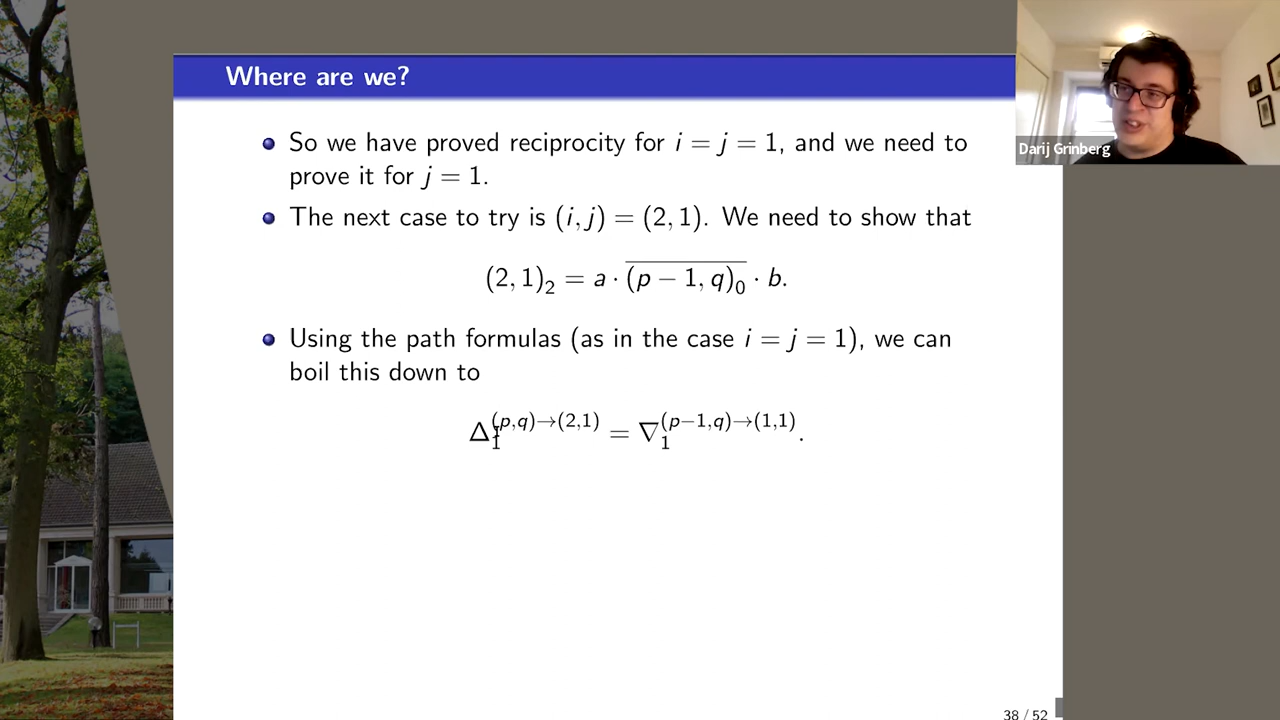 Where are we?
So we have proved reciprocity for i = j = 1, and we need to
prove it for j = 1.
The next case to try is (i, j) = (2, 1). We need to show that
(2, 1)₂ = a · \overline{(p − 1, q)₀} · b.
Using the path formulas (as in the case i = j = 1), we can
boil this down to
Δ₁^{(p,q)→(2,1)} = ∇₁^{(p−1,q)→(1,1)}.
Darij Grinberg
38 / 52